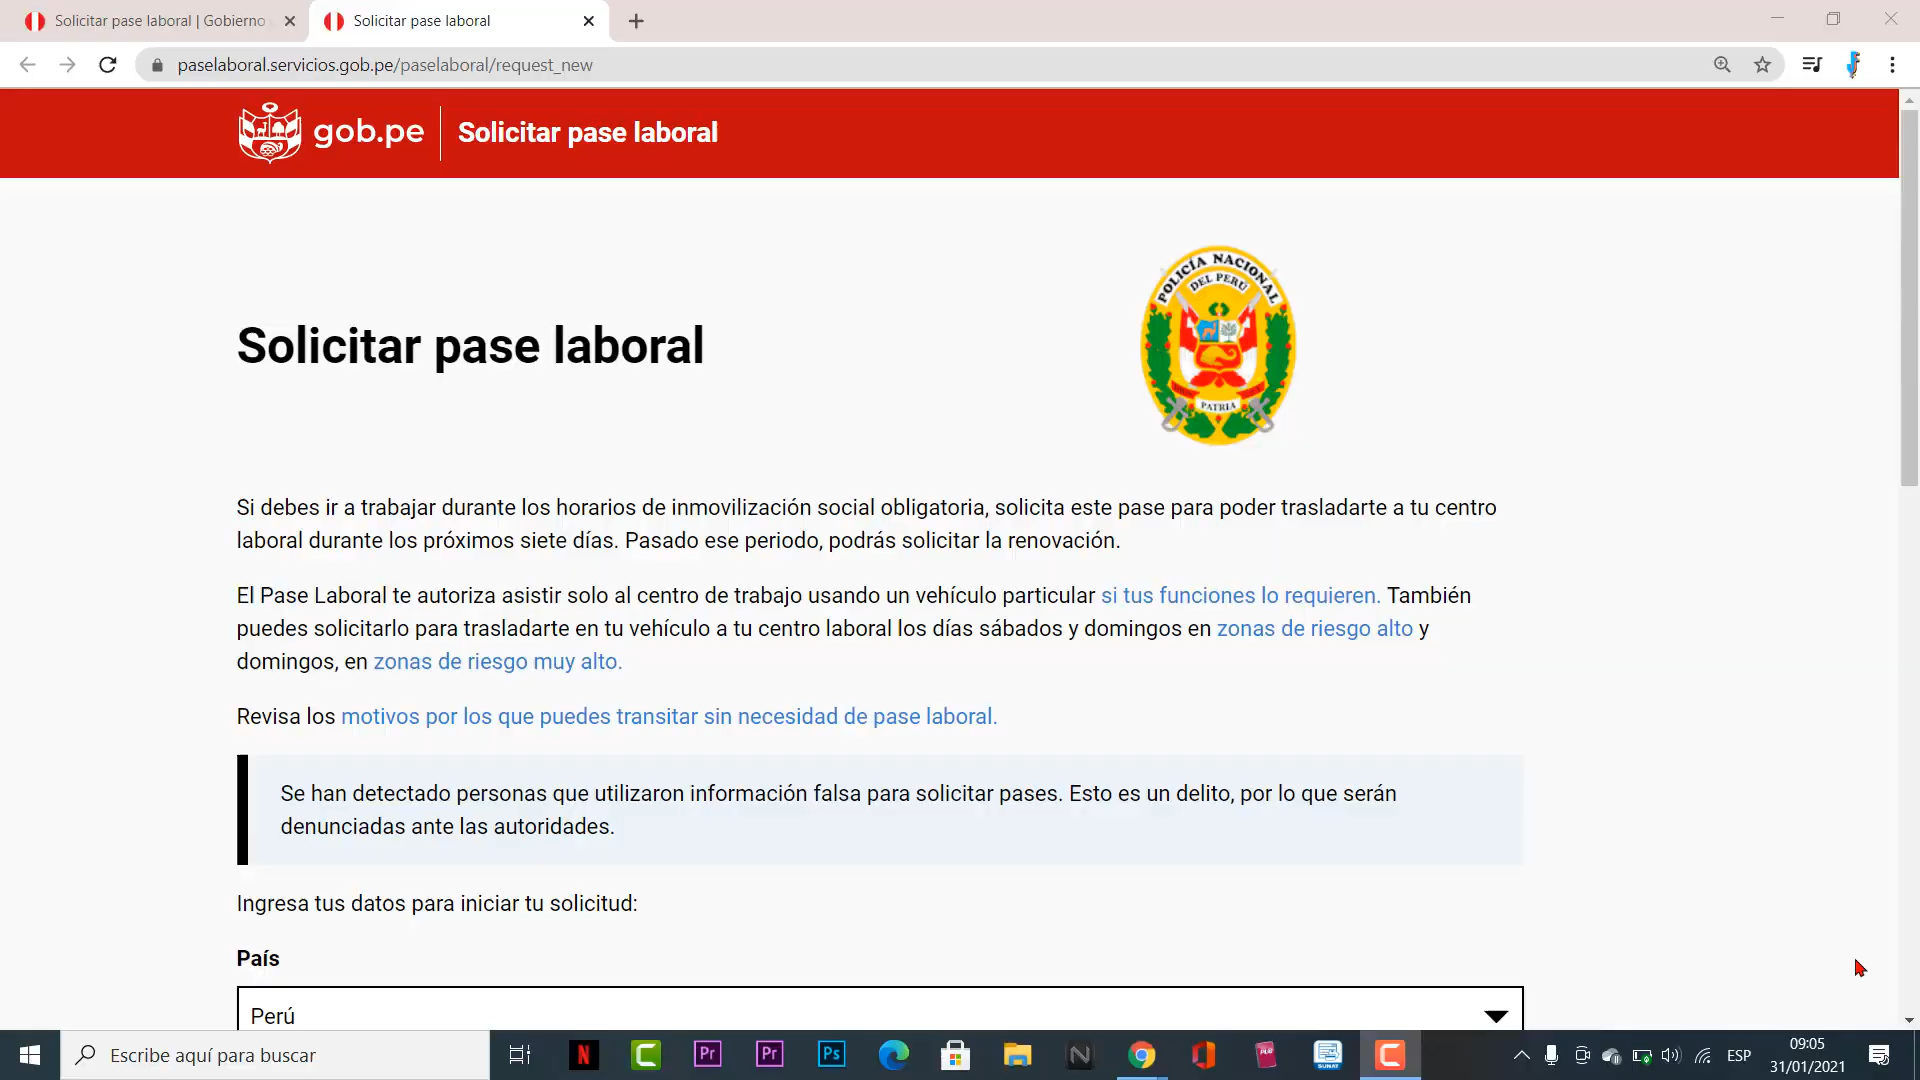 Solicitar pase laboral | Gobierno
Solicitar pase laboral
paselaboral.servicios.gob.pe/paselaboral/request_new
gob.pe
Solicitar pase laboral
POLICÍA NACIONAL
DEL PERÚ
PATRIA
Solicitar pase laboral
Si debes ir a trabajar durante los horarios de inmovilización social obligatoria, solicita este pase para poder trasladarte a tu centro
laboral durante los próximos siete días. Pasado ese periodo, podrás solicitar la renovación.
El Pase Laboral te autoriza asistir solo al centro de trabajo usando un vehículo particular si tus funciones lo requieren. También
puedes solicitarlo para trasladarte en tu vehículo a tu centro laboral los días sábados y domingos en zonas de riesgo alto y
domingos, en zonas de riesgo muy alto.
Revisa los motivos por los que puedes transitar sin necesidad de pase laboral.
Se han detectado personas que utilizaron información falsa para solicitar pases. Esto es un delito, por lo que serán
denunciadas ante las autoridades.
Ingresa tus datos para iniciar tu solicitud:
País
Perú
Escribe aquí para buscar
N
C
Pr
Pr
Ps
N
PLE
SUNAT
C
ESP
09:05
31/01/2021